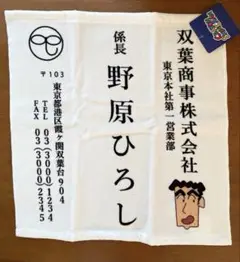 双葉商事株式会社
東京本社第一営業部
係長
野原ひろし
〒103
東京都港区霞ヶ関双葉台904
TEL 03(3000)1234
FAX 03(3000)2345